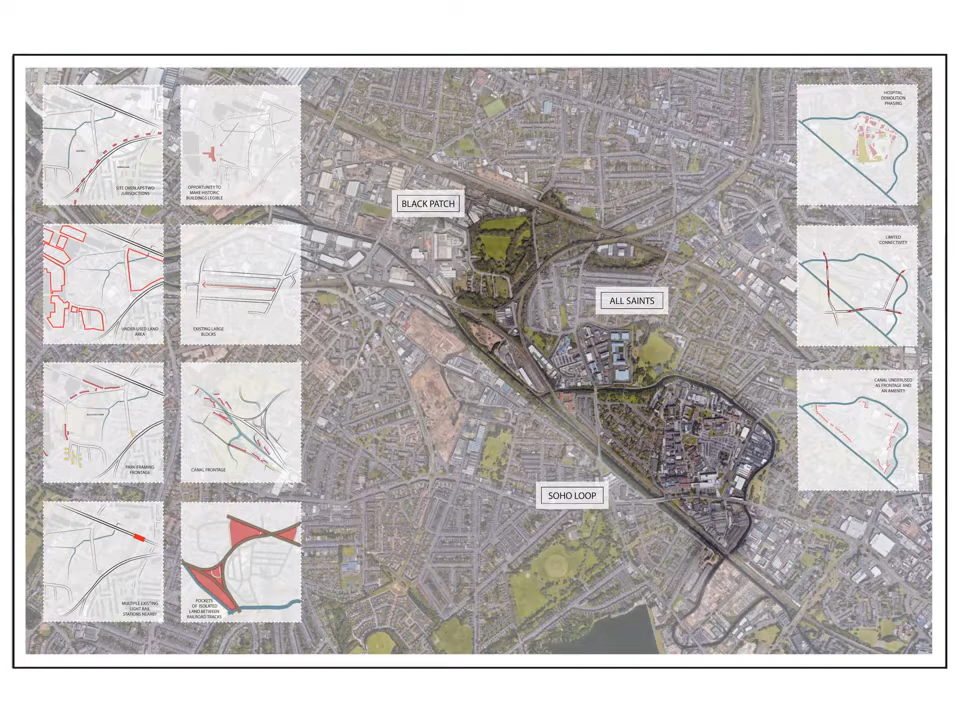 SITE OVERLAPS TWO
JURISDICTIONS
OPPORTUNITY TO
MAKE HISTORIC
BUILDINGS LEGIBLE
HOSPITAL
DEMOLITION
PHASING
BLACK PATCH
LIMITED
CONNECTIVITY
ALL SAINTS
UNDER USED LAND
AREA
EXISTING LARGE
BLOCKS
CANAL UNDERUSED
AS FRONTAGE AND
AN AMENITY
PARK FRAMING
FRONTAGE
CANAL FRONTAGE
SOHO LOOP
MULTIPLE EXISTING
LIGHT RAIL
STATIONS NEARBY
POCKETS
OF ISOLATED
LAND BETWEEN
RAILROAD TRACKS